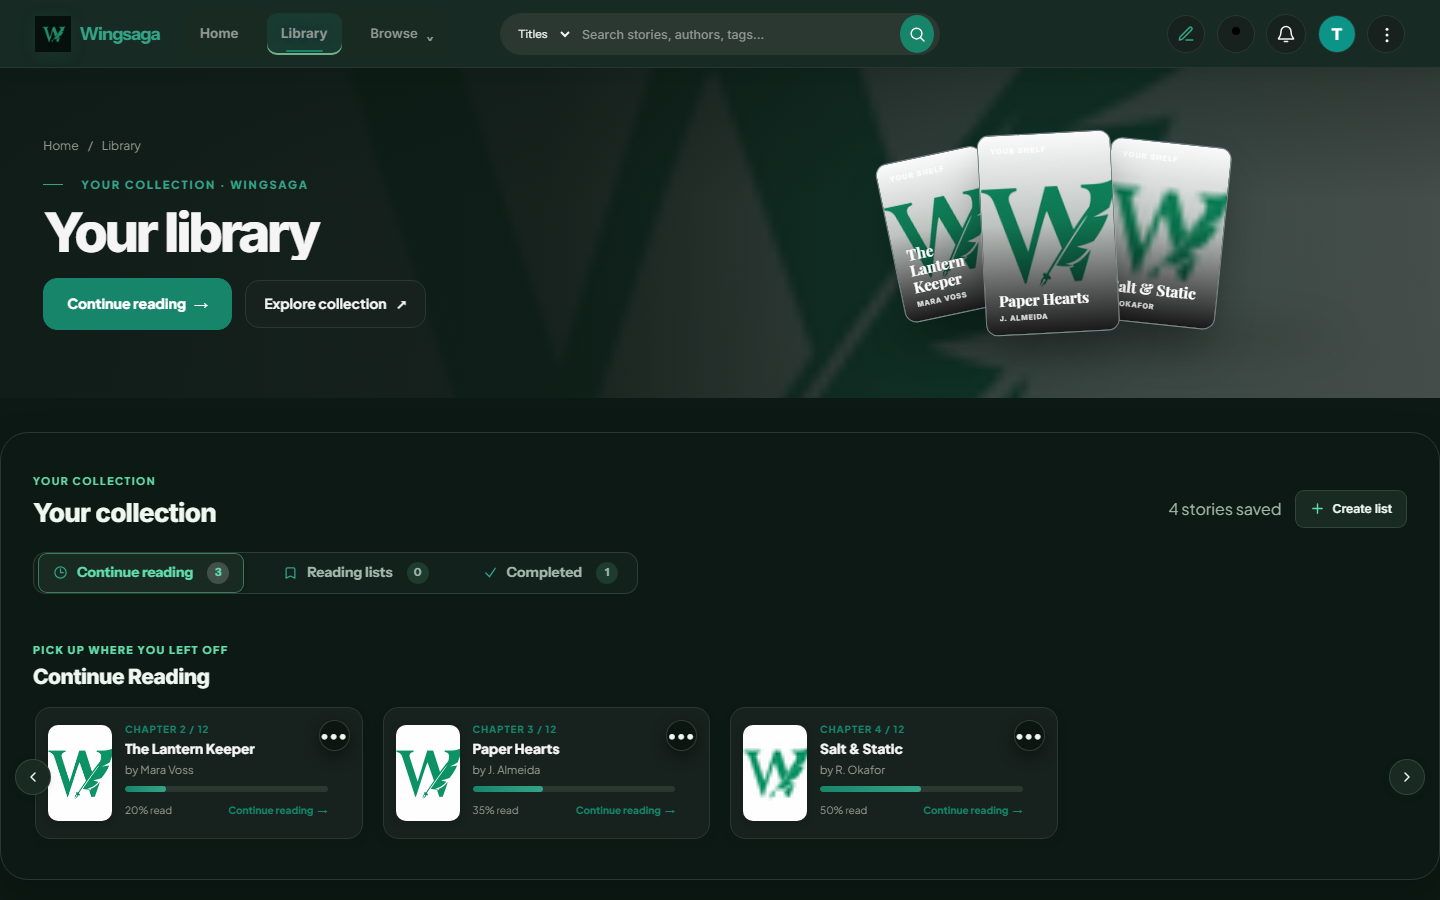 Wingsaga
Home
Library
Browse
Titles
Search stories, authors, tags...
T
Home / Library
YOUR COLLECTION · WINGSAGA
Your library
Continue reading →
Explore collection ↗
YOUR SHELF
The
Lantern
Keeper
MARA VOSS
YOUR SHELF
Paper Hearts
J. ALMEIDA
YOUR SHELF
alt & Static
OKAFOR
YOUR COLLECTION
Your collection
4 stories saved
+ Create list
Continue reading 3
Reading lists 0
Completed 1
PICK UP WHERE YOU LEFT OFF
Continue Reading
CHAPTER 2 / 12
The Lantern Keeper
by Mara Voss
20% read
Continue reading →
CHAPTER 3 / 12
Paper Hearts
by J. Almeida
35% read
Continue reading →
CHAPTER 4 / 12
Salt & Static
by R. Okafor
50% read
Continue reading →